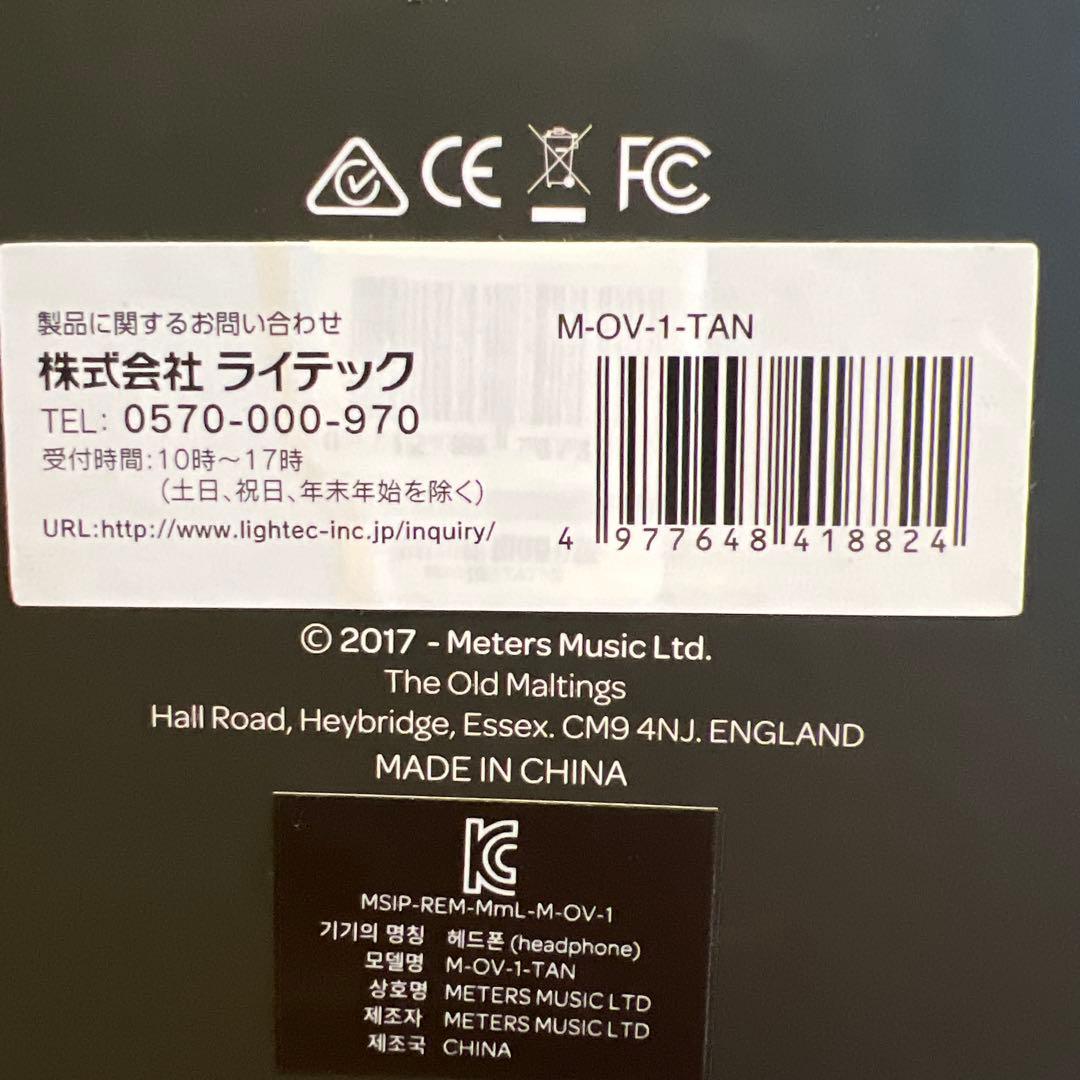 CE FC
製品に関するお問い合わせ
株式会社 ライテック
TEL: 0570-000-970
受付時間:10時～17時
(土日、祝日、年末年始を除く)
URL:http://www.lightec-inc.jp/inquiry/
M-OV-1-TAN
4 977648 418824
© 2017 - Meters Music Ltd.
The Old Maltings
Hall Road, Heybridge, Essex. CM9 4NJ. ENGLAND
MADE IN CHINA
KC
MSIP-REM-MmL-M-OV-1
기기의 명칭 헤드폰 (headphone)
모델명 M-OV-1-TAN
상호명 METERS MUSIC LTD
제조자 METERS MUSIC LTD
제조국 CHINA